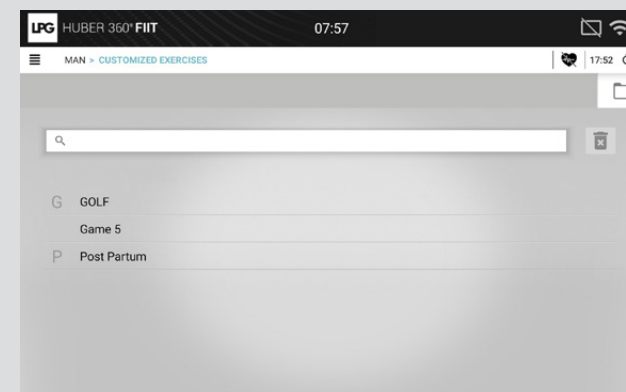 LPG HUBER 360° FIIT 07:57
MAN > CUSTOMIZED EXERCISES 17:52
G GOLF
Game 5
P Post Partum